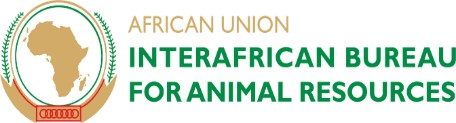 AFRICAN UNION
INTERAFRICAN BUREAU
FOR ANIMAL RESOURCES